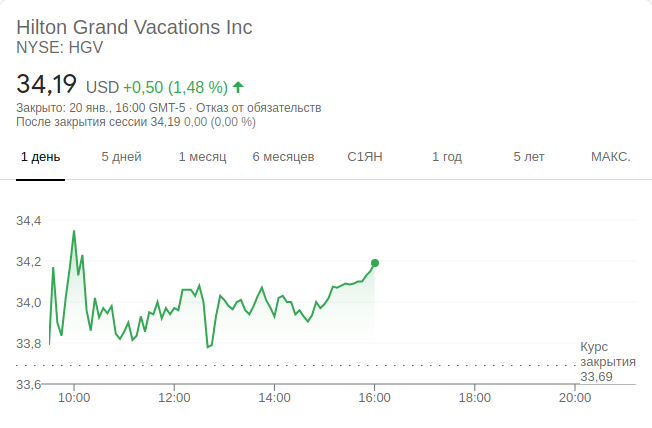 Hilton Grand Vacations Inc
NYSE: HGV
34,19 USD +0,50 (1,48 %)
Закрыто: 20 янв., 16:00 GMT-5 · Отказ от обязательств
После закрытия сессии 34,19 0,00 (0,00 %)
1 день 5 дней 1 месяц 6 месяцев С1ЯН 1 год 5 лет МАКС.
34,4
34,2
34,0
33,8
Курс
закрытия
33,69
33,6
10:00 12:00 14:00 16:00 18:00 20:00